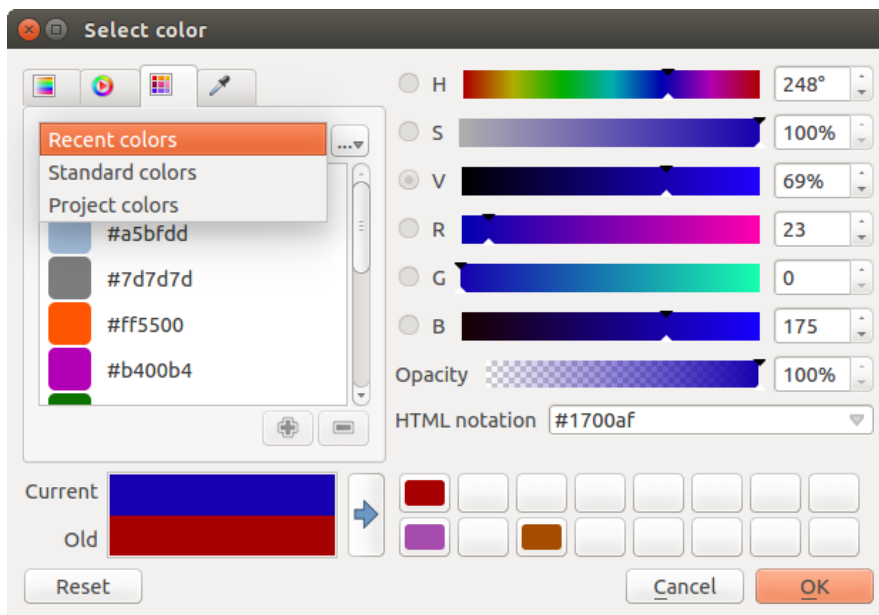 Select color
H 248°
S 100%
V 69%
R 23
G 0
B 175
Opacity 100%
HTML notation #1700af
Recent colors ...
Standard colors
Project colors
#a5bfdd
#7d7d7d
#ff5500
#b400b4
Current
Old
Reset
Cancel
OK